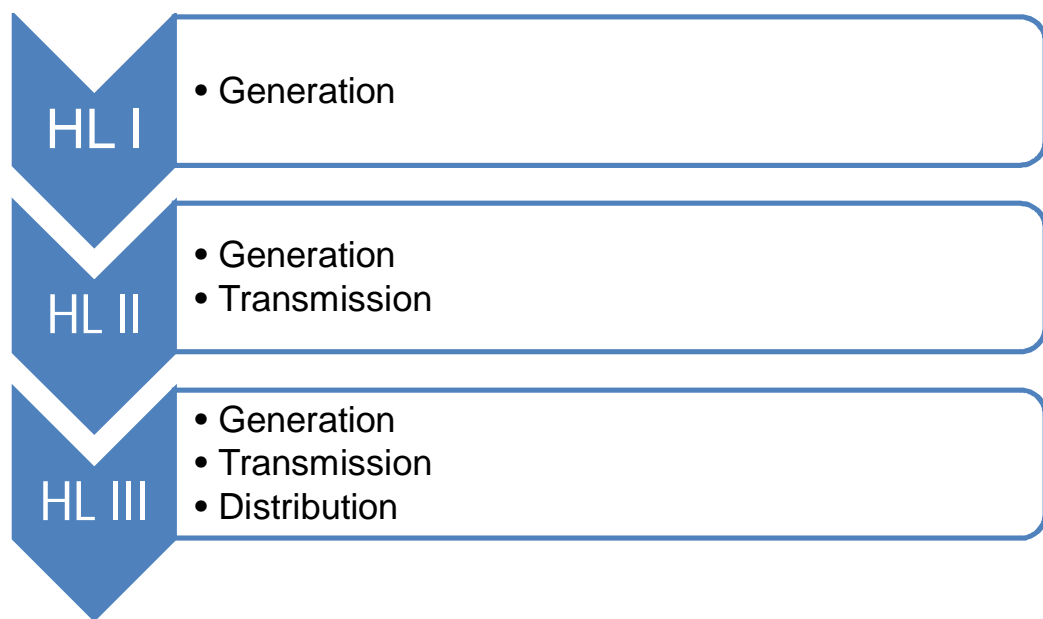 HL I
• Generation
HL II
• Generation
• Transmission
HL III
• Generation
• Transmission
• Distribution